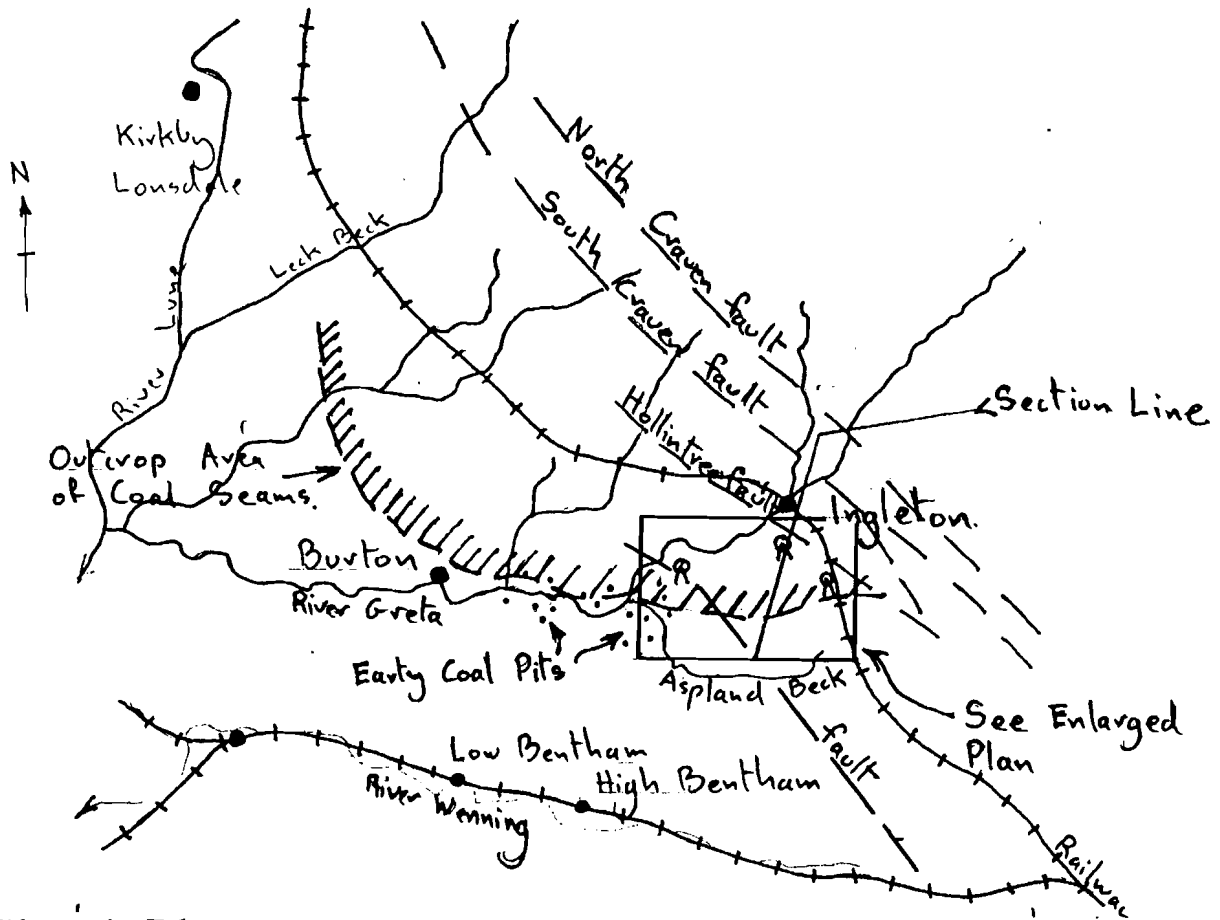 N
Kirkby
Lonsdale
River Lune
Leck Beck
North Craven fault
South Craven fault
Hollintree fault
Section Line
Outcrop Area
of Coal Seams.
Ingleton.
Burton
River Greta
R
R
R
Early Coal Pits
Aspland Beck
See Enlarged
Plan
fault
Low Bentham
High Bentham
River Wenning
Railway